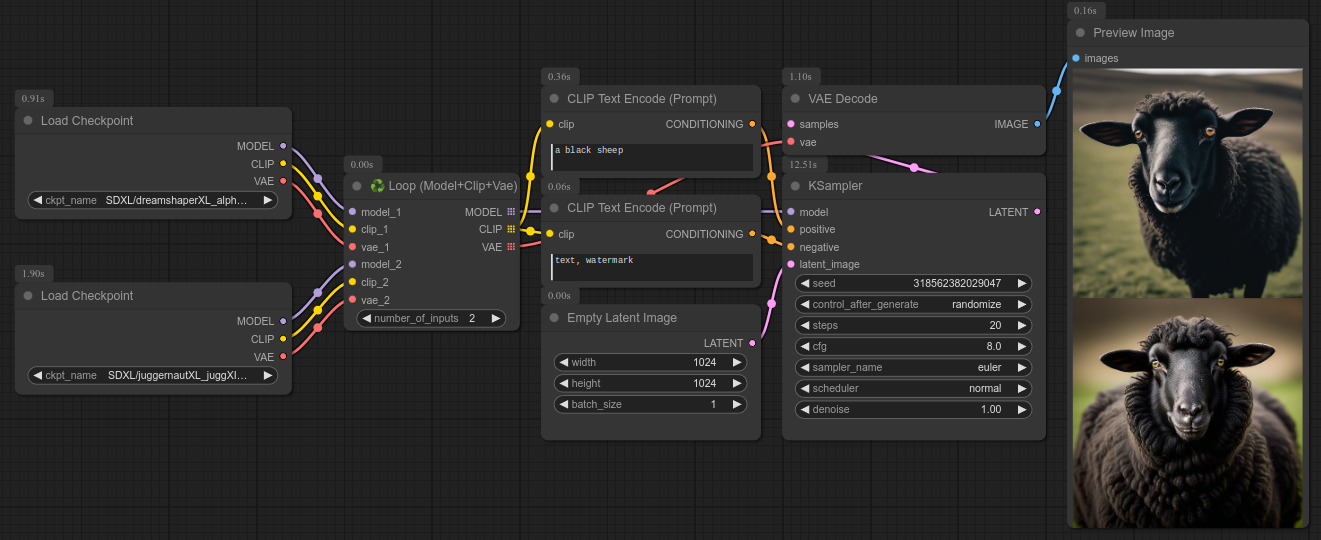 0.91s
Load Checkpoint
MODEL
CLIP
VAE
ckpt_name SDXL/dreamshaperXL_alph...
1.90s
Load Checkpoint
MODEL
CLIP
VAE
ckpt_name SDXL/juggernautXL_juggXl...
0.00s
Loop (Model+Clip+Vae)
model_1 MODEL
clip_1 CLIP
vae_1 VAE
model_2
clip_2
vae_2
number_of_inputs 2
0.36s
CLIP Text Encode (Prompt)
clip CONDITIONING
a black sheep
0.06s
CLIP Text Encode (Prompt)
clip CONDITIONING
text, watermark
0.00s
Empty Latent Image
LATENT
width 1024
height 1024
batch_size 1
1.10s
VAE Decode
samples IMAGE
vae
12.51s
KSampler
model LATENT
positive
negative
latent_image
seed 318562382029047
control_after_generate randomize
steps 20
cfg 8.0
sampler_name euler
scheduler normal
denoise 1.00
0.16s
Preview Image
images